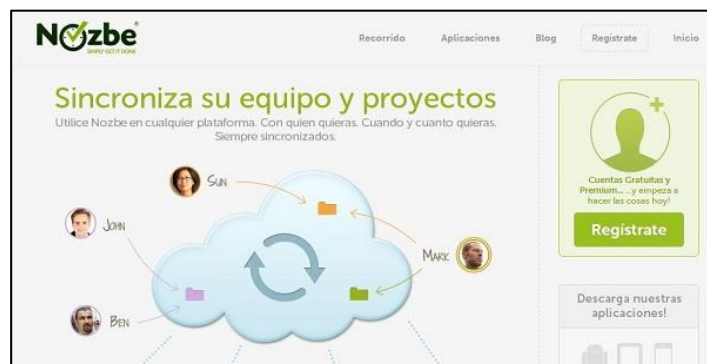 Nozbe®
SIMPLY GET IT DONE
Recorrido Aplicaciones Blog Regístrate Inicio
Sincroniza su equipo y proyectos
Utilice Nozbe en cualquier plataforma. Con quien quieras. Cuando y cuanto quieras.
Siempre sincronizados.
SUN
JOHN
MARK
BEN
Cuentas Gratuitas y
Premium... ...y empeza a
hacer las cosas hoy!
Regístrate
Descarga nuestras
aplicaciones!